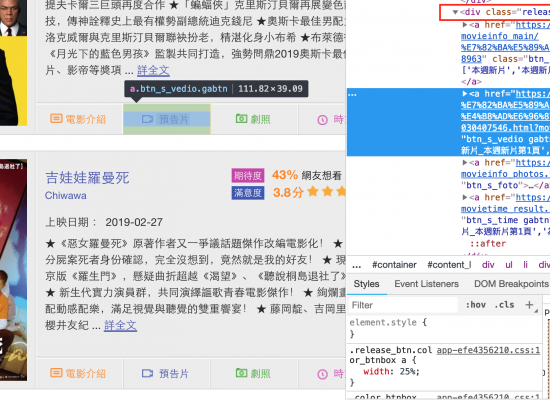 提夫卡爾三巨頭再度合作 ★「蝙蝠俠」克里斯汀貝爾再展變色
技，傳神詮釋史上最有權勢副總統迪克錢尼 ★奧斯卡最佳男配
洛克威爾與克里斯汀貝爾聯袂扮老，精湛化身小布希 ★布萊德
《月光下的藍色男孩》監製共同打造，強勢問鼎2019奧斯卡最
片、影帝等獎項 ... 詳全文
a.btn_s_vedio.gabtn 111.82×39.09
電影介紹
預告片
劇照
時
吉娃娃羅曼死
Chiwawa
期待度 43% 網友想看
滿意度 3.8分
上映日期： 2019-02-27
★《惡女羅曼死》原著作者又一爭議話題傑作改編電影化！ ★
分屍案死者身份確認，完全沒想到，竟然就是我的好友！ ★ 現
京版《羅生門》，懸疑曲折超越《渴望》、《聽說桐島退社了》
★ 新生代實力演員群，共同演繹謳歌青春電影傑作！ ★ 絢爛
配動感配樂，滿足視覺與聽覺的雙重饗宴！ ★ 藤岡龍、吉岡里
櫻井友紀 ... 詳全文
電影介紹
預告片
劇照
時
</div>
<div class="relea
<a href="https:
movieinfo_main/
%E7%82%BA%E5%89%A
8963" class="btn_
['本週新片','本週新
<a href="https:/
%E7%82%BA%E5%89%A
%E4%BB%AD%E6%96%8
030407546.html?mo
"btn_s_vedio gabt
新片_本週新片第1頁'
<a href="https:/
movieinfo_photos.
"btn_s_foto">…</a
<a href="https:/
movietime_result.
"btn_s_time gabtn
片_本週新片第1頁_
::after
</div>
... #container #content_l div ul li div
Styles Event Listeners DOM Breakpoints
Filter :hov .cls +
element.style {
}
.release_btn.col app-efe4356210.css:1
or_btnbox a {
width: 25%;
}
.color_btnbox app-efe4356210.css:1